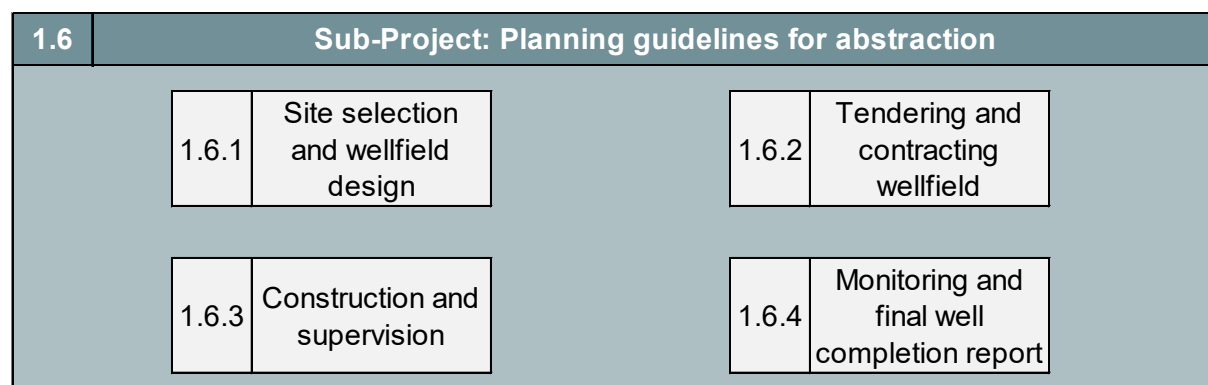 1.6 Sub-Project: Planning guidelines for abstraction
1.6.1
Site selection
and wellfield
design
1.6.2
Tendering and
contracting
wellfield
1.6.3
Construction and
supervision
1.6.4
Monitoring and
final well
completion report